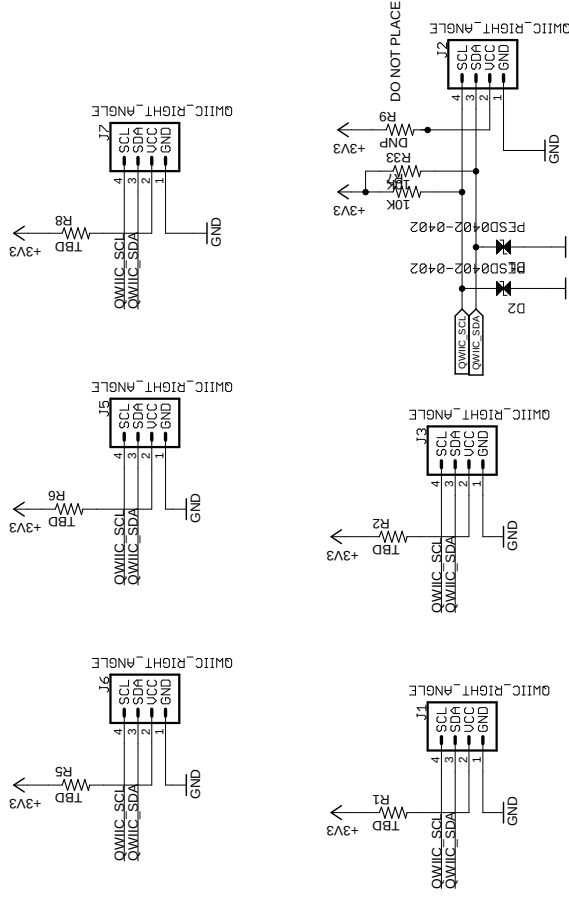 DO NOT PLACE
QWIIC_RIGHT_ANGLE
J2
SCL
SDA
VCC
GND
4
3
2
1
R9
DNP
+3V3
GND
R33
10K
R7
10K
+3V3
PESD0402-0402
D1
PESD0402-0402
D2
QWIIC_SCL
QWIIC_SDA
QWIIC_RIGHT_ANGLE
J7
SCL
SDA
VCC
GND
4
3
2
1
R8
TBD
+3V3
GND
QWIIC_SCL
QWIIC_SDA
QWIIC_RIGHT_ANGLE
J5
SCL
SDA
VCC
GND
4
3
2
1
R6
TBD
+3V3
GND
QWIIC_SCL
QWIIC_SDA
QWIIC_RIGHT_ANGLE
J3
SCL
SDA
VCC
GND
4
3
2
1
R2
TBD
+3V3
GND
QWIIC_SCL
QWIIC_SDA
QWIIC_RIGHT_ANGLE
J6
SCL
SDA
VCC
GND
4
3
2
1
R5
TBD
+3V3
GND
QWIIC_SCL
QWIIC_SDA
QWIIC_RIGHT_ANGLE
J1
SCL
SDA
VCC
GND
4
3
2
1
R1
TBD
+3V3
GND
QWIIC_SCL
QWIIC_SDA